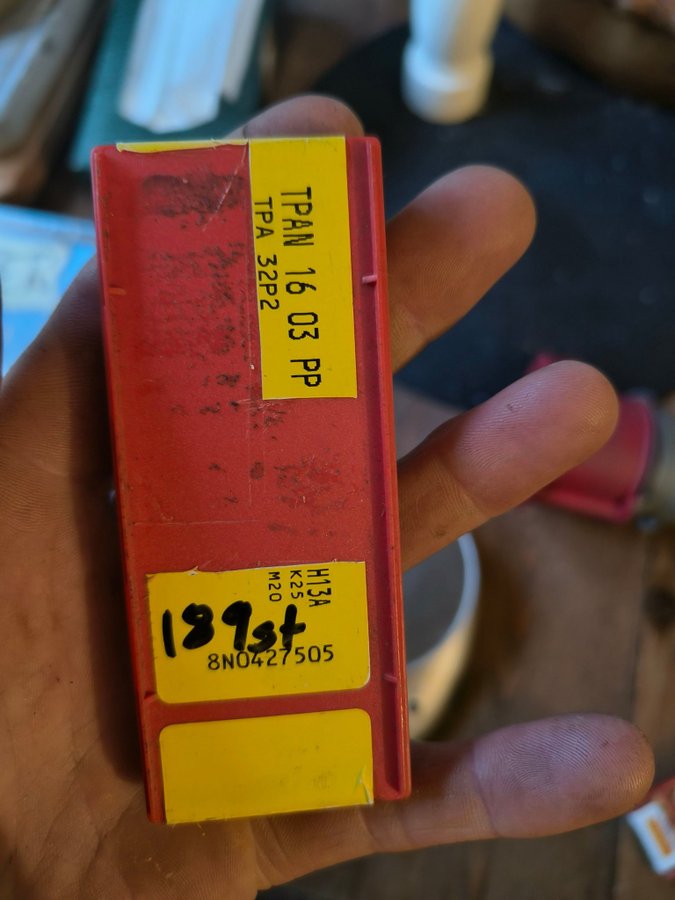 TPAN 16 03 PP
TPA 32P2
H13A
K25
M20
189st
8N0427505